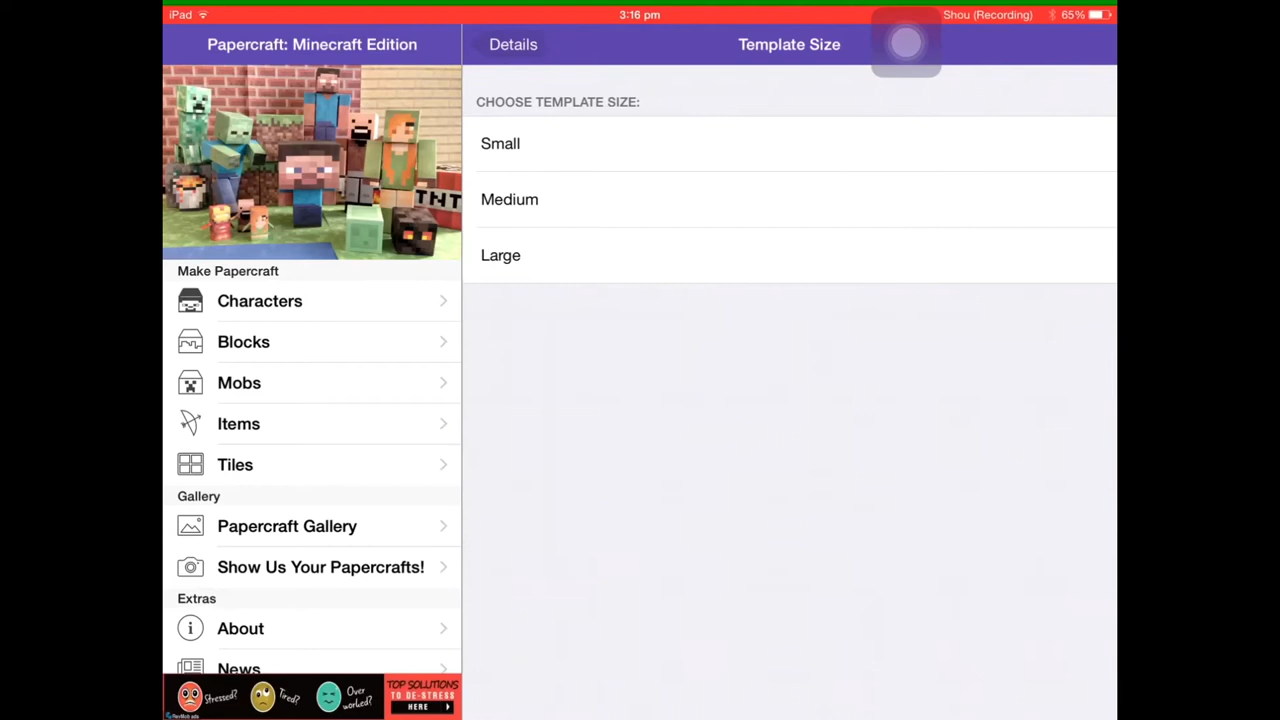 iPad
3:16 pm
Shou (Recording)
65%
Papercraft: Minecraft Edition
Details
Template Size
CHOOSE TEMPLATE SIZE:
Small
Medium
Large
TNT
Make Papercraft
Characters
Blocks
Mobs
Items
Tiles
Gallery
Papercraft Gallery
Show Us Your Papercrafts!
Extras
About
News
Stressed?
Tired?
Over
worked?
TOP SOLUTIONS
TO DE-STRESS
HERE
RevMob ads